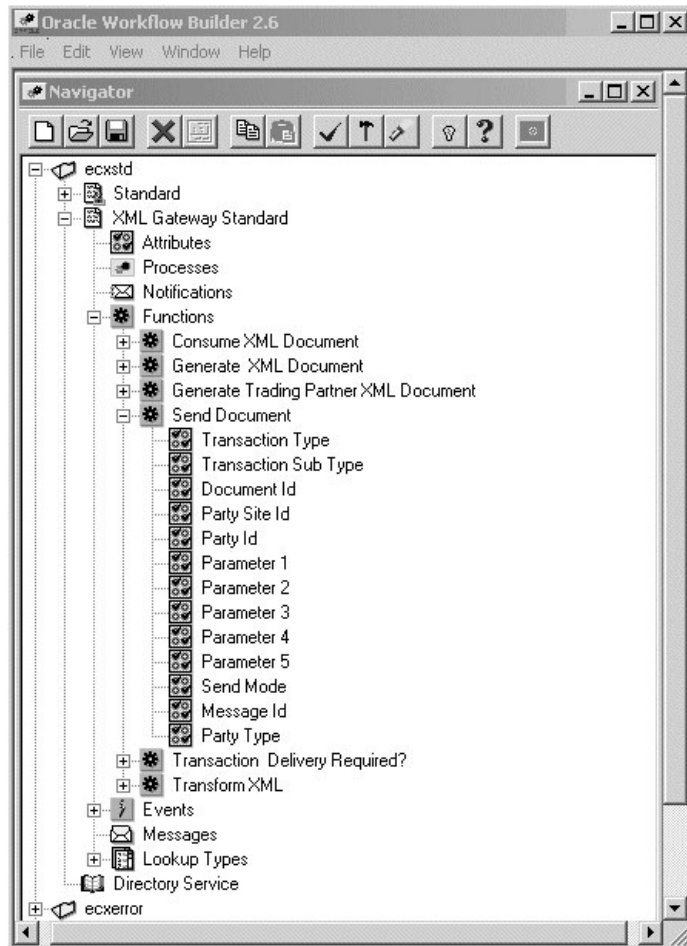 Oracle Workflow Builder 2.6
File Edit View Window Help
Navigator
ecxstd
Standard
XML Gateway Standard
Attributes
Processes
Notifications
Functions
Consume XML Document
Generate XML Document
Generate Trading Partner XML Document
Send Document
Transaction Type
Transaction Sub Type
Document Id
Party Site Id
Party Id
Parameter 1
Parameter 2
Parameter 3
Parameter 4
Parameter 5
Send Mode
Message Id
Party Type
Transaction Delivery Required?
Transform XML
Events
Messages
Lookup Types
Directory Service
ecxerror